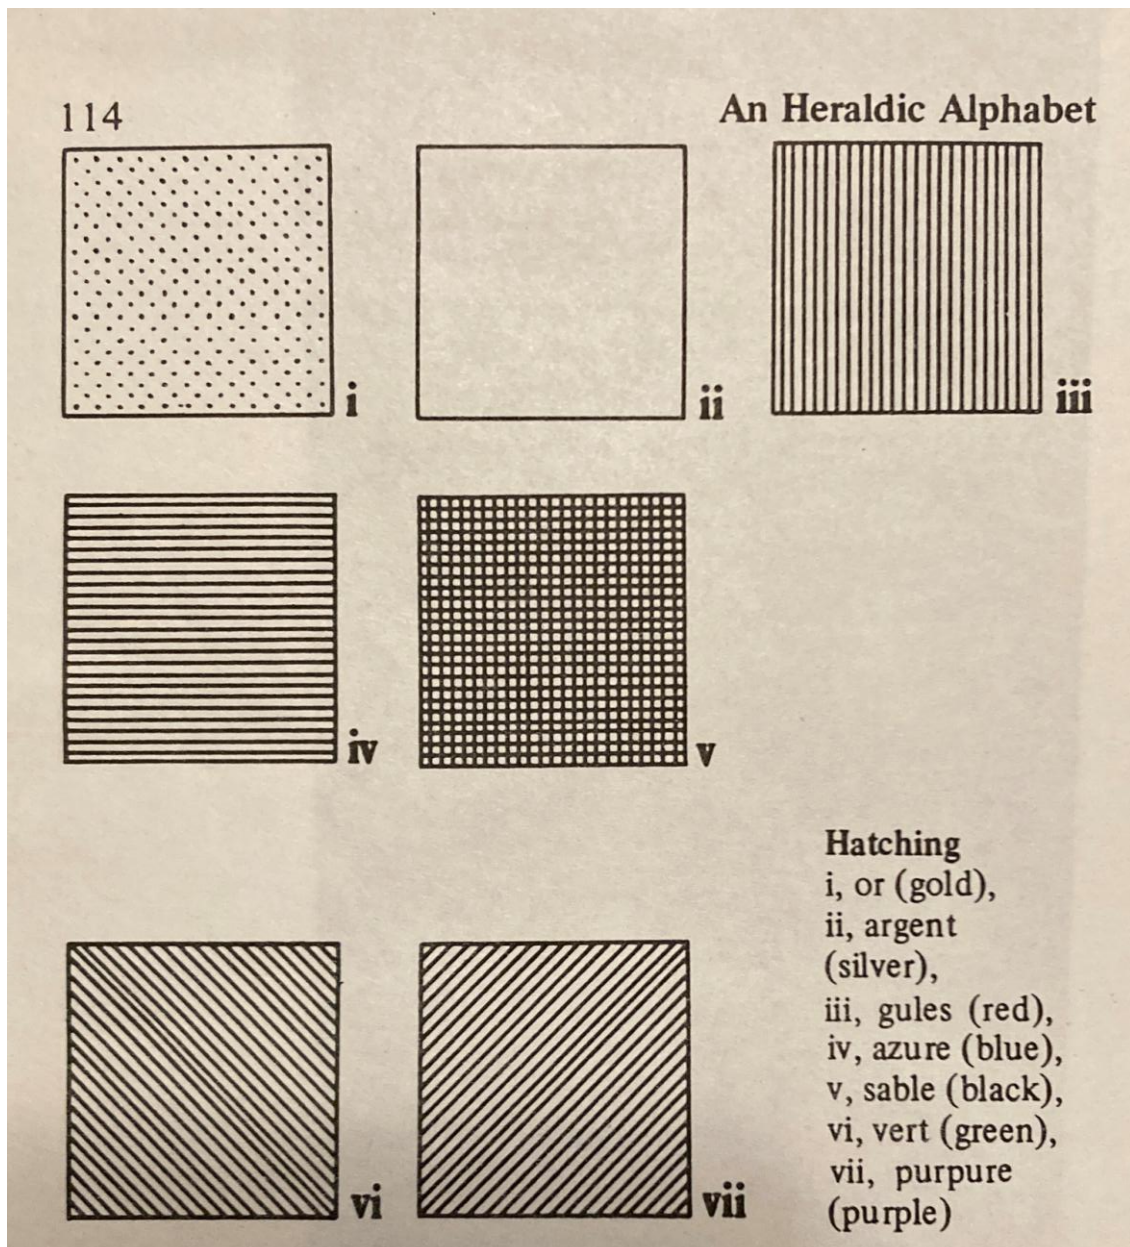 114
An Heraldic Alphabet
i
ii
iii
iv
v
vi
vii
Hatching
i, or (gold),
ii, argent
(silver),
iii, gules (red),
iv, azure (blue),
v, sable (black),
vi, vert (green),
vii, purpure
(purple)